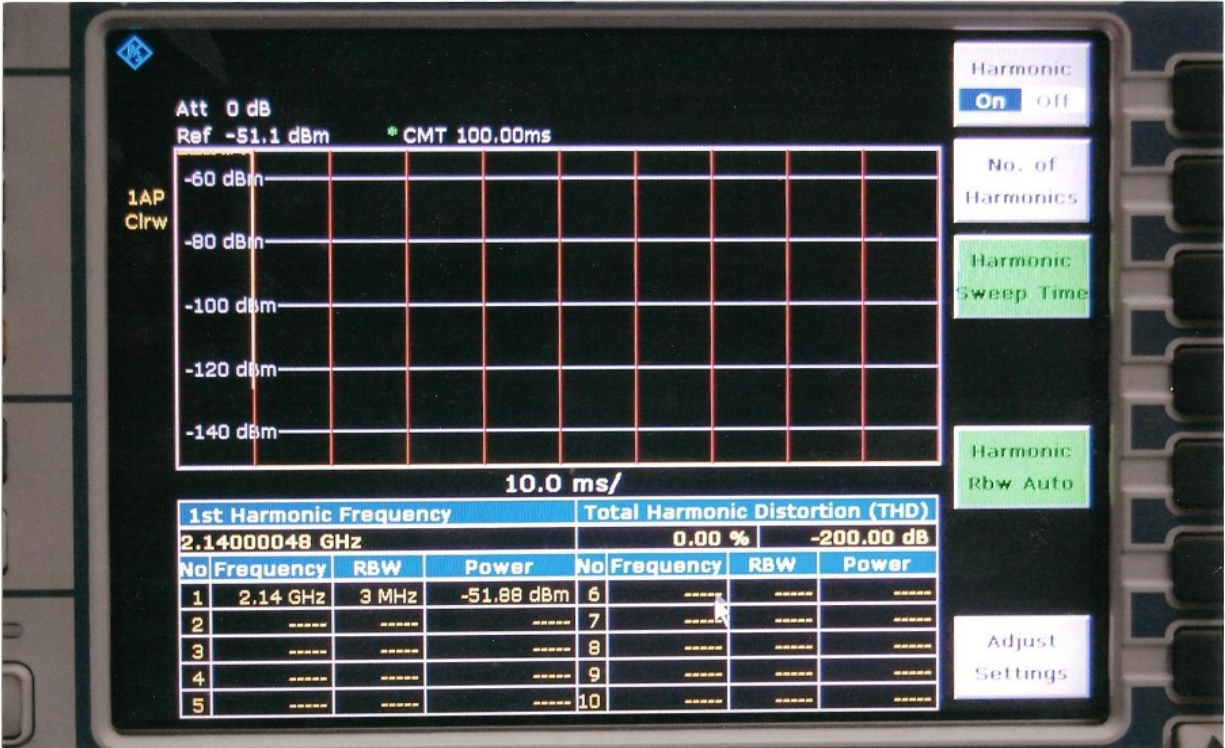 R&S
Att 0 dB
Ref -51.1 dBm * CMT 100.00ms
1AP
Clrw
-60 dBm
-80 dBm
-100 dBm
-120 dBm
-140 dBm
10.0 ms/
1st Harmonic Frequency Total Harmonic Distortion (THD)
2.14000048 GHz 0.00 % -200.00 dB
No Frequency RBW Power No Frequency RBW Power
1 2.14 GHz 3 MHz -51.88 dBm 6 ----- ----- -----
2 ----- ----- ----- 7 ----- ----- -----
3 ----- ----- ----- 8 ----- ----- -----
4 ----- ----- ----- 9 ----- ----- -----
5 ----- ----- ----- 10 ----- ----- -----
Harmonic
On Off
No. of
Harmonics
Harmonic
Sweep Time
Harmonic
Rbw Auto
Adjust
Settings